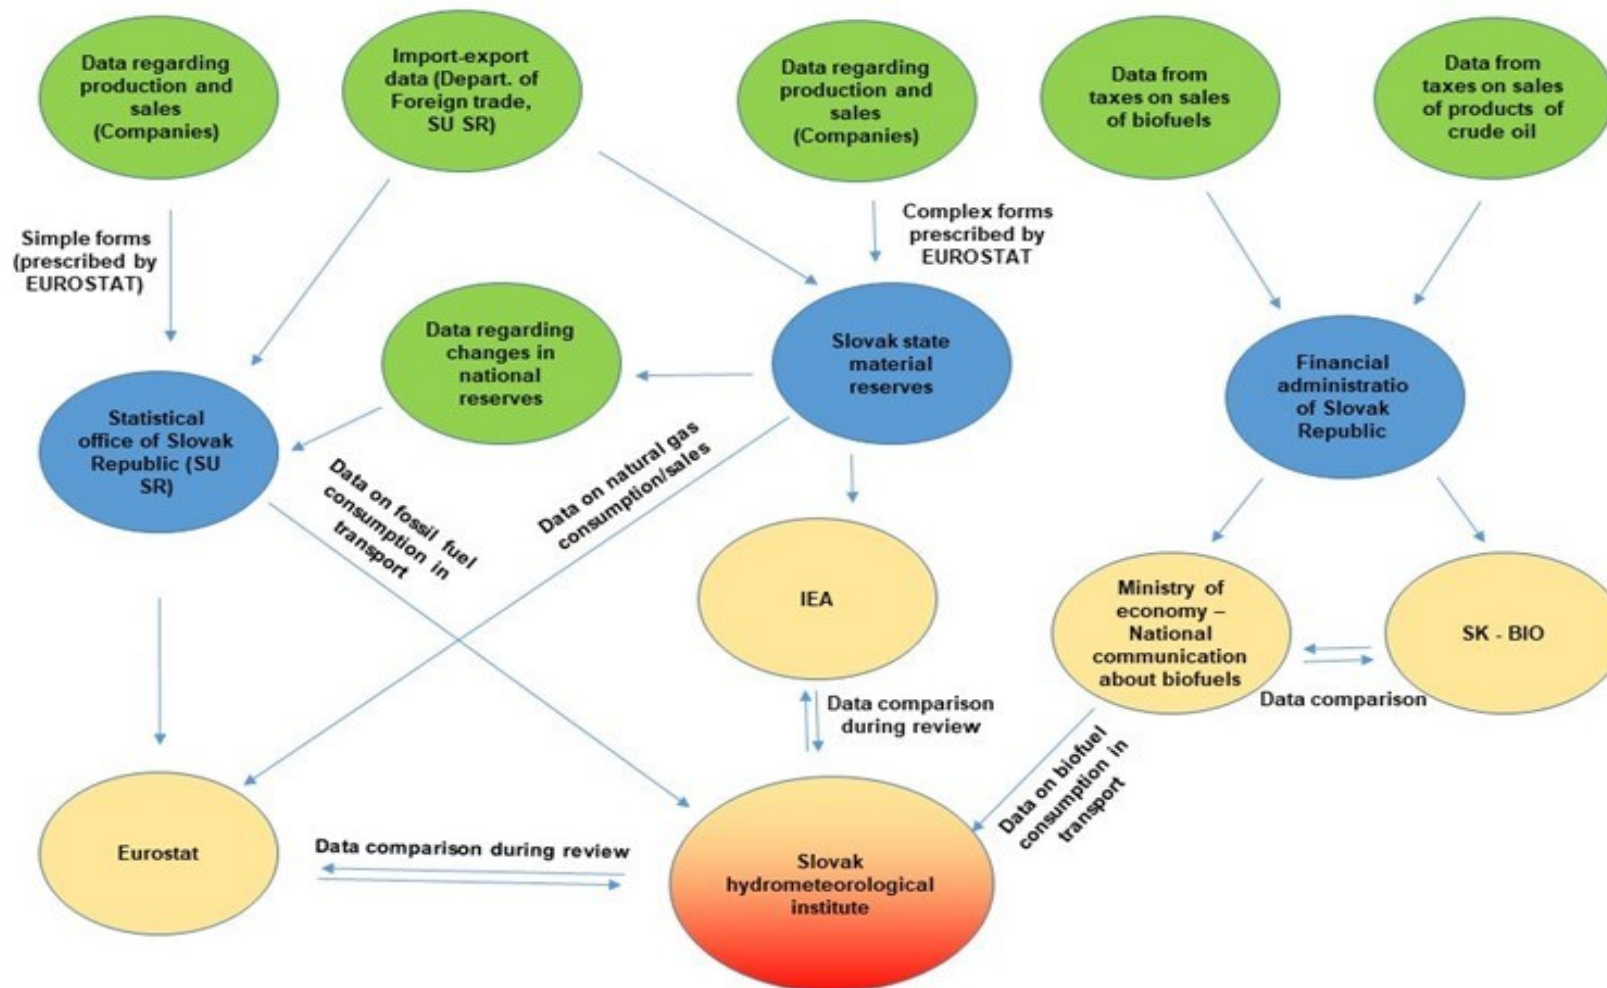 Data regarding
production and
sales
(Companies)
Import-export
data (Depart. of
Foreign trade,
SU SR)
Data regarding
production and
sales
(Companies)
Data from
taxes on sales
of biofuels
Data from
taxes on sales
of products of
crude oil
Simple forms
(prescribed by
EUROSTAT)
Complex forms
prescribed by
EUROSTAT
Data regarding
changes in
national
reserves
Slovak state
material
reserves
Financial
administratio
of Slovak
Republic
Statistical
office of Slovak
Republic (SU
SR)
Data on fossil fuel
consumption in
transport
Data on natural gas
consumption/sales
IEA
Ministry of
economy –
National
communication
about biofuels
SK - BIO
Data comparison
Data comparison
during review
Data on biofuel
consumption in
transport
Eurostat
Data comparison during review
Slovak
hydrometeorological
institute